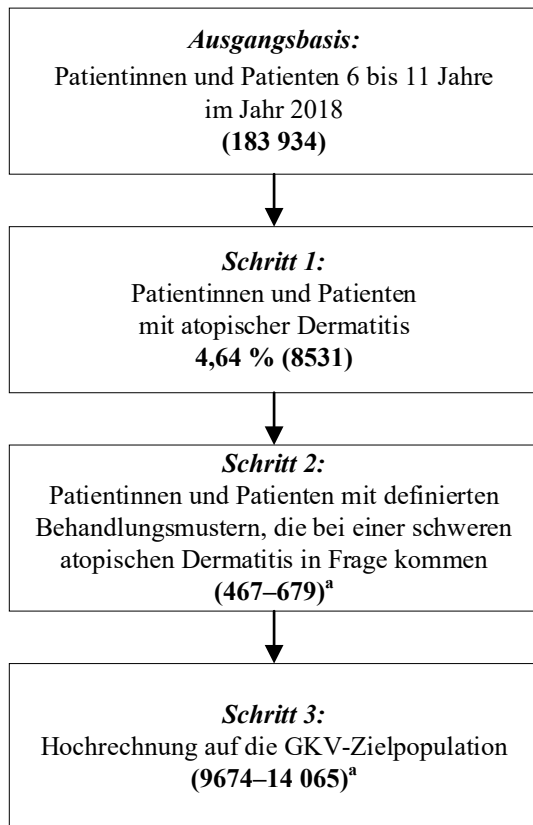 Ausgangsbasis:
Patientinnen und Patienten 6 bis 11 Jahre
im Jahr 2018
(183 934)
Schritt 1:
Patientinnen und Patienten
mit atopischer Dermatitis
4,64 % (8531)
Schritt 2:
Patientinnen und Patienten mit definierten
Behandlungsmustern, die bei einer schweren
atopischen Dermatitis in Frage kommen
(467–679)ᵃ
Schritt 3:
Hochrechnung auf die GKV-Zielpopulation
(9674–14 065)ᵃ